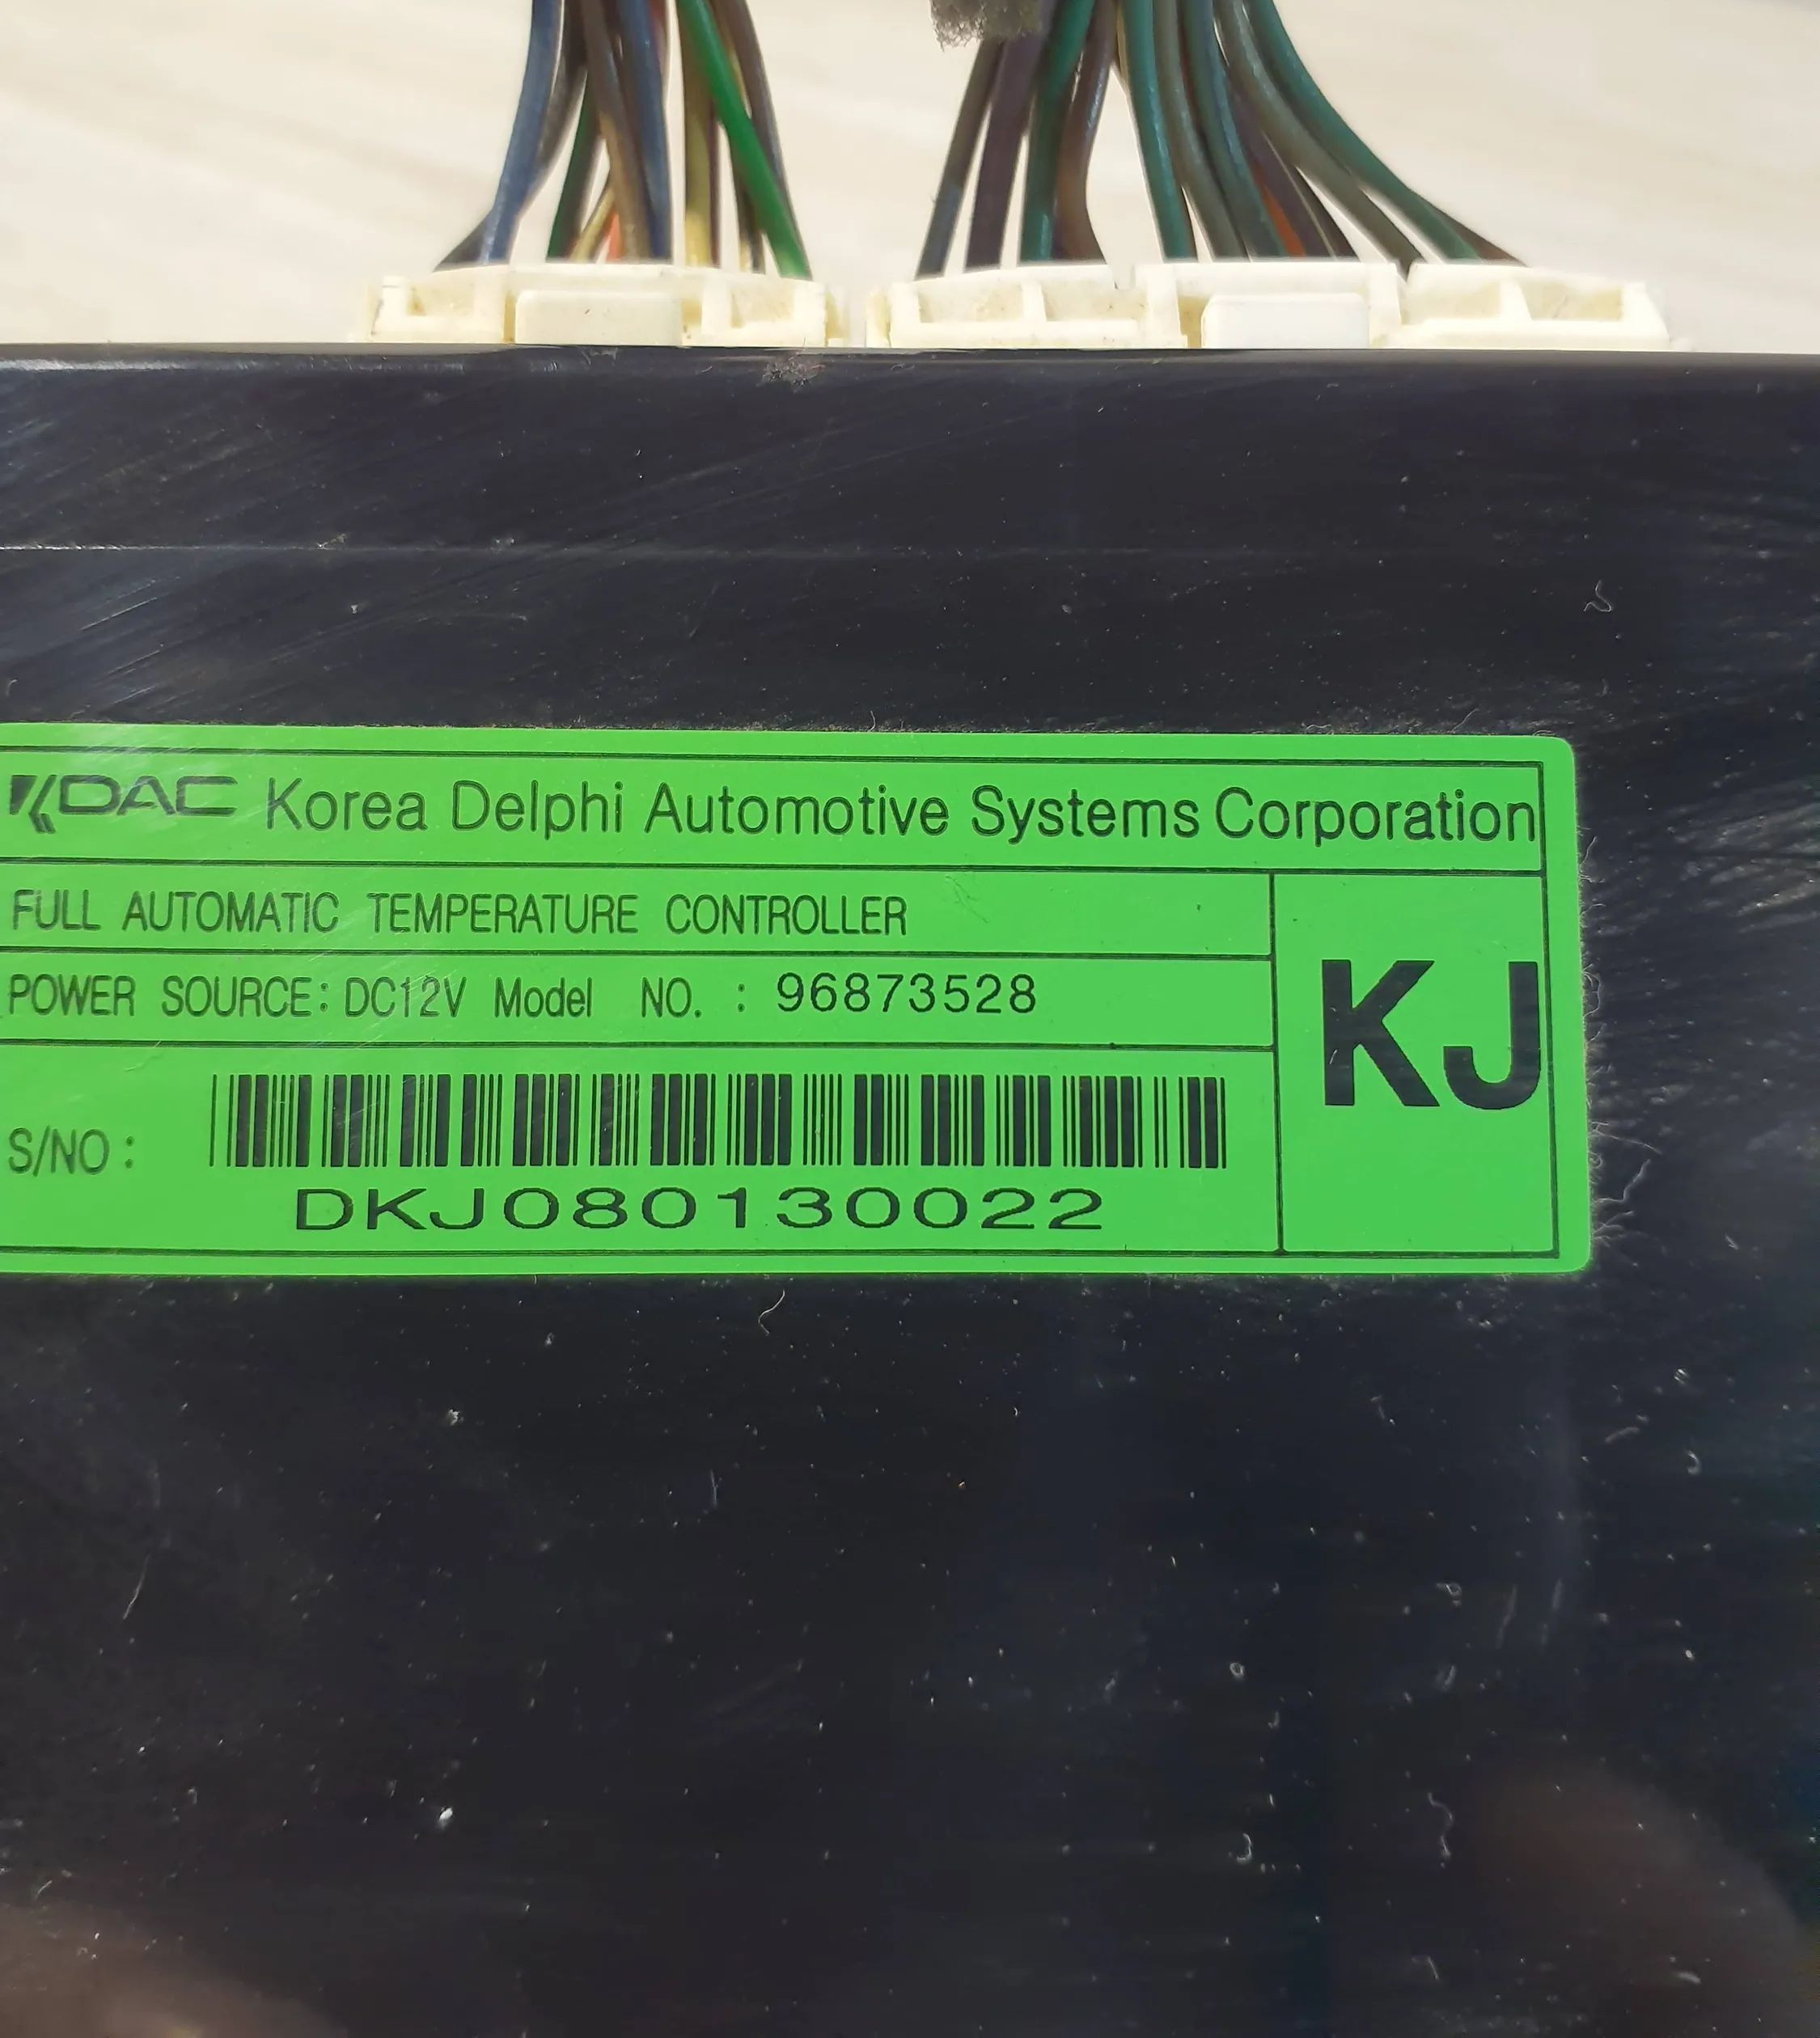 KDAC Korea Delphi Automotive Systems Corporation
FULL AUTOMATIC TEMPERATURE CONTROLLER
POWER SOURCE: DC12V Model NO. : 96873528
KJ
S/NO :
DKJ080130022